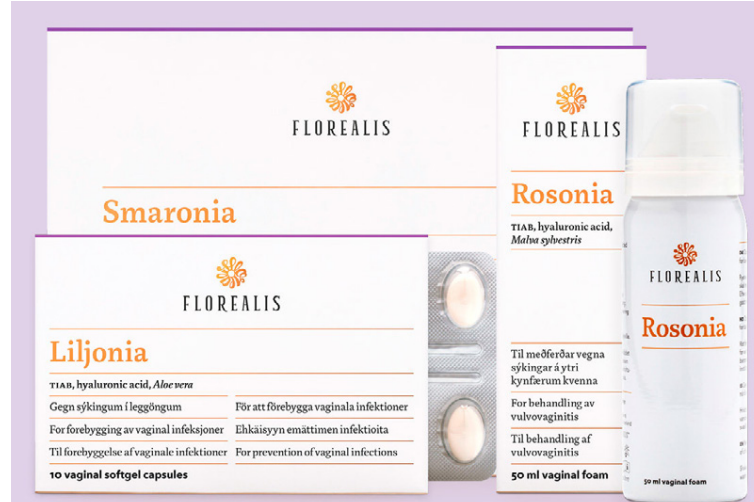 FLOREALIS
Smaronia
FLOREALIS
Rosonia
TIAB, hyaluronic acid,
Malva sylvestris
Til meðferðar vegna
sýkingar á ytri
kynfærum kvenna
For behandling av
vulvovaginitis
Til behandling af
vulvovaginitis
50 ml vaginal foam
FLOREALIS
Liljonia
TIAB, hyaluronic acid, Aloe vera
Gegn sýkingum í leggöngum
För att förebygga vaginala infektioner
For forebygging av vaginal infeksjoner
Ehkäisyyn emättimen infektioita
Til forebyggelse af vaginale infektioner
For prevention of vaginal infections
10 vaginal softgel capsules
FLOREALIS
Rosonia
50 ml vaginal foam